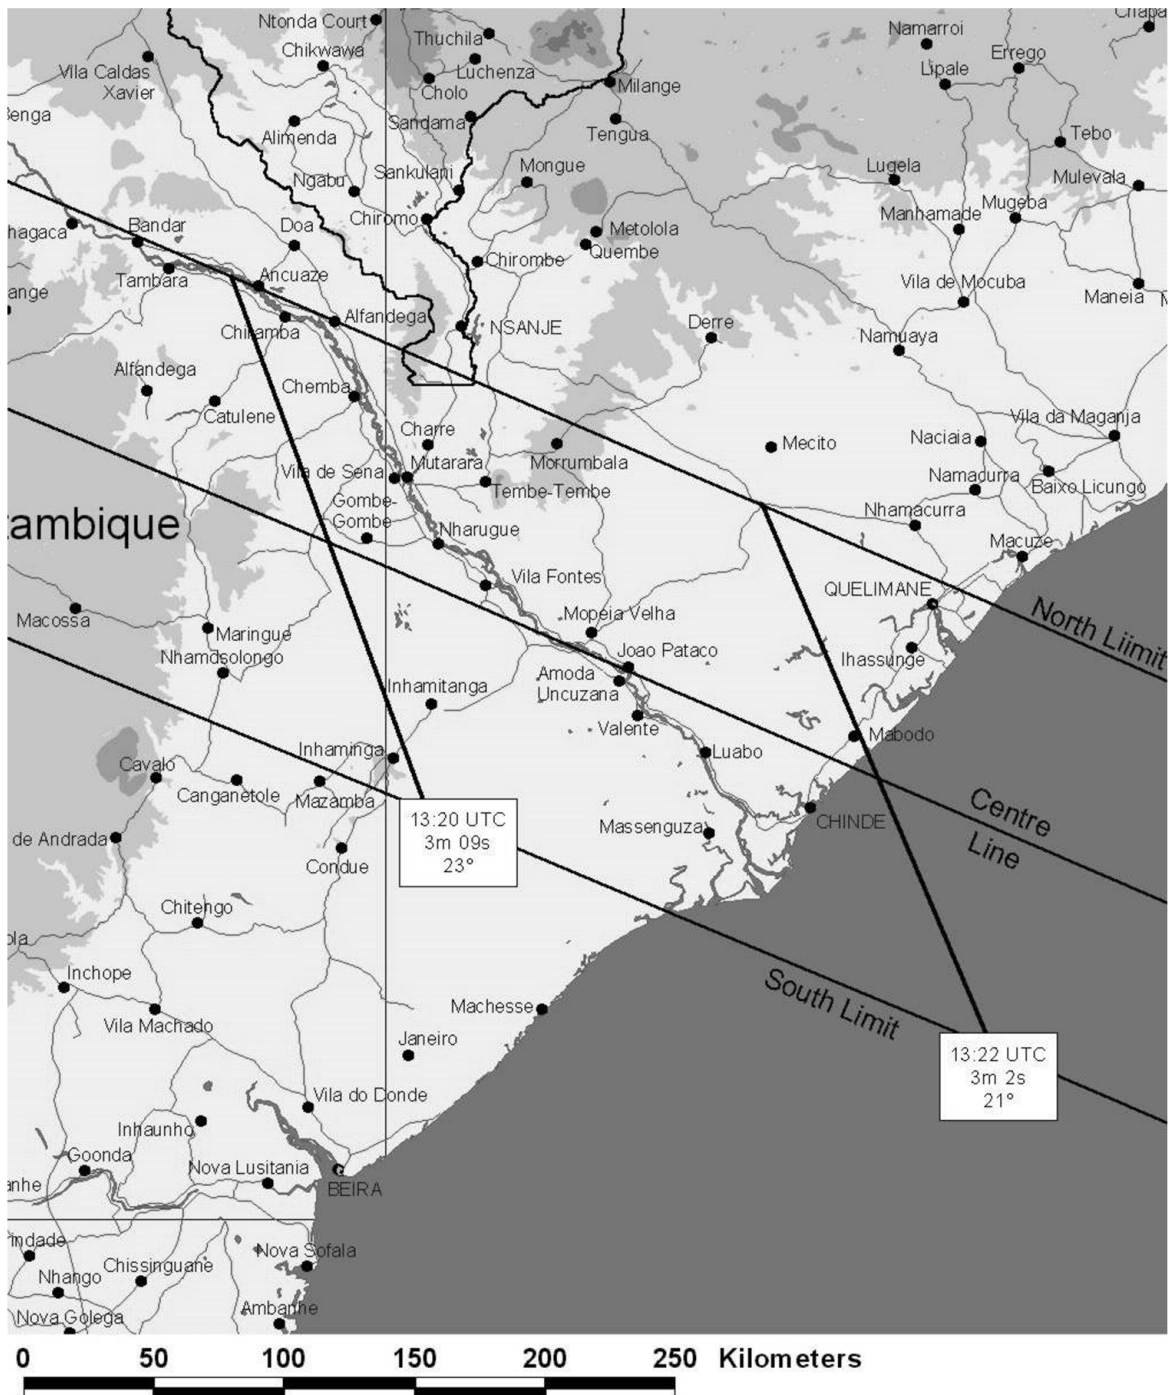 Ntonda Court
Thuchila
Namarroi
Chikwawa
Errego
Luchenza
Lipale
Vila Caldas
Xavier
Cholo
Milange
Sandama
Tengua
Alimenda
Tebo
Mongue
Lugela
Sankulani
Mulevala
Ngabu
Mugeba
Chiromo
Manhamade
Bandar
Doa
Metolola
Quembe
Chirombe
Tambara
Ancuaze
Vila de Mocuba
Maneia
Chiramba
Alfandega
NSANJE
Derre
Namuaya
Alfandega
Chemba
Catulene
Charre
Vila da Maganja
Mecito
Naciaia
Vila de Sena
Mutarara
Morrumbala
Namacurra
Tembe-Tembe
Baixo Licungo
Gombe-
Gombe
Nhamacurra
Nharugue
Macuze
Vila Fontes
QUELIMANE
Macossa
Mopeia Velha
North Liimit
Maringue
Nhamdsolongo
Joao Pataco
Ihassunge
Amoda
Uncuzana
Inhamitanga
Valente
Mabodo
Inhaminga
Luabo
Cavalo
Canganetole
Mazamba
Centre
Line
13:20 UTC
3m 09s
23°
Massenguza
CHINDE
de Andrada
Condue
Chitengo
Inchope
South Limit
Machesse
Vila Machado
Janeiro
13:22 UTC
3m 2s
21°
Vila do Donde
Inhaunho
Goonda
Nova Lusitania
BEIRA
Nova Sofala
Chissinguane
Nhango
Nova Golega
Ambanhe
0 50 100 150 200 250 Kilometers